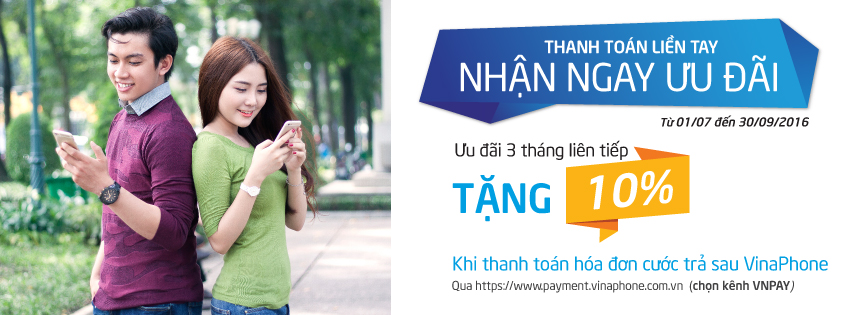 THANH TOÁN LIỀN TAY
NHẬN NGAY ƯU ĐÃI
Từ 01/07 đến 30/09/2016
Ưu đãi 3 tháng liên tiếp
TẶNG 10%
Khi thanh toán hóa đơn cước trả sau VinaPhone
Qua https://www.payment.vinaphone.com.vn (chọn kênh VNPAY)